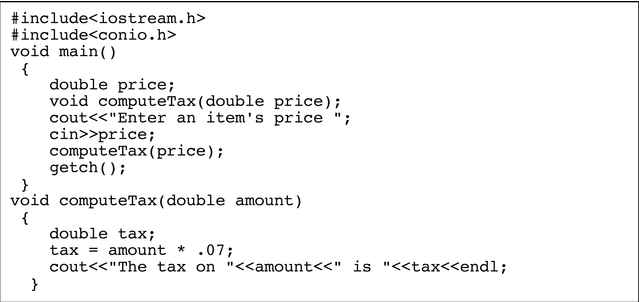 #include<iostream.h>
#include<conio.h>
void main()
 {
    double price;
    void computeTax(double price);
    cout<<"Enter an item's price ";
    cin>>price;
    computeTax(price);
    getch();
 }
void computeTax(double amount)
 {
    double tax;
    tax = amount * .07;
    cout<<"The tax on "<<amount<<" is "<<tax<<endl;
  }